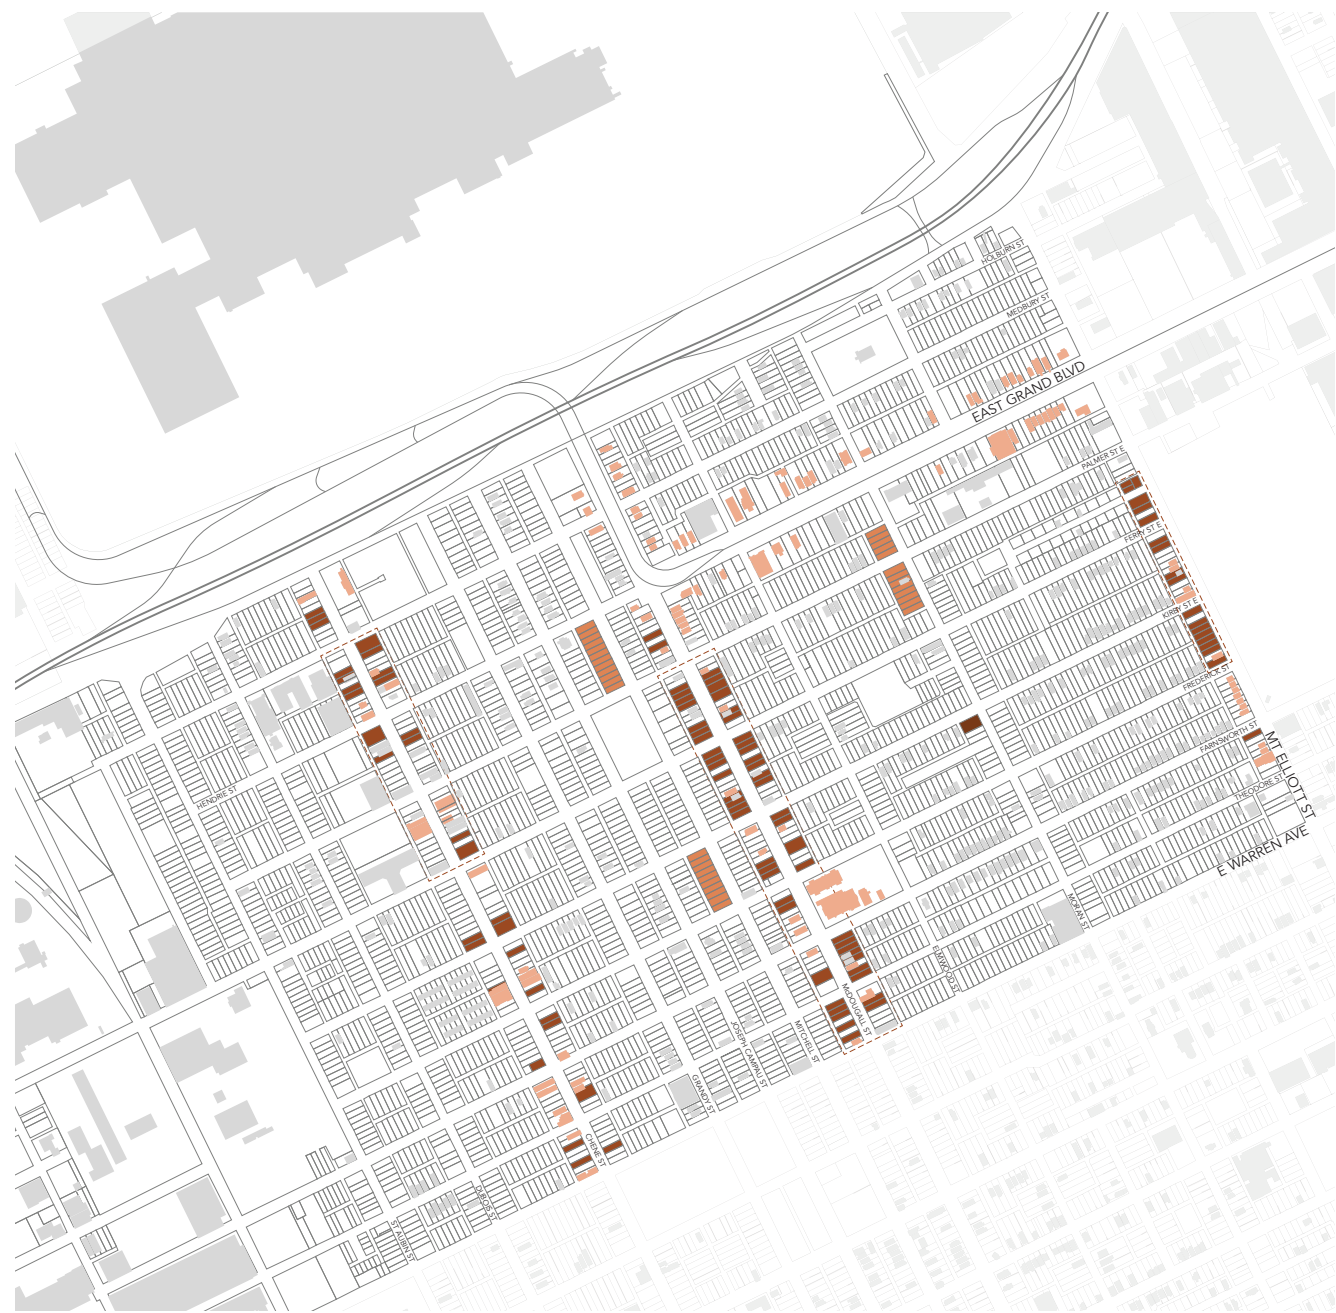 HOLBURN ST
MEDBURY ST
EAST GRAND BLVD
PALMER ST E
FERRY ST E
KIRBY ST E
FREDERICK ST
FARNSWORTH ST
MT ELLIOTT ST
THEODORE ST
E WARREN AVE
HENDRIE ST
MORAN ST
ELMWOOD ST
McDOUGALL ST
MITCHELL ST
JOSEPH CAMPAU ST
GRANDY ST
CHENE ST
DUBOIS ST
ST AUBIN ST